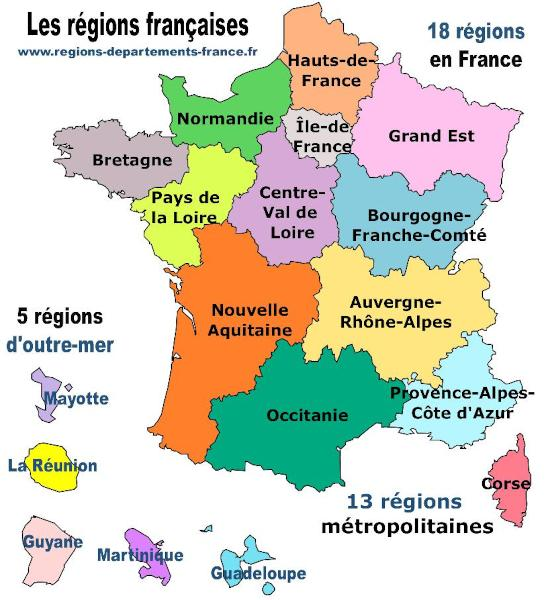 Les régions françaises
www.regions-departements-france.fr
18 régions
en France
Hauts-de-
France
Normandie
Île-de
France
Grand Est
Bretagne
Pays de
la Loire
Centre-
Val de
Loire
Bourgogne-
Franche-Comté
Nouvelle
Aquitaine
Auvergne-
Rhône-Alpes
5 régions
d'outre-mer
Mayotte
Occitanie
Provence-Alpes-
Côte d'Azur
La Réunion
Corse
13 régions
métropolitaines
Guyane
Martinique
Guadeloupe